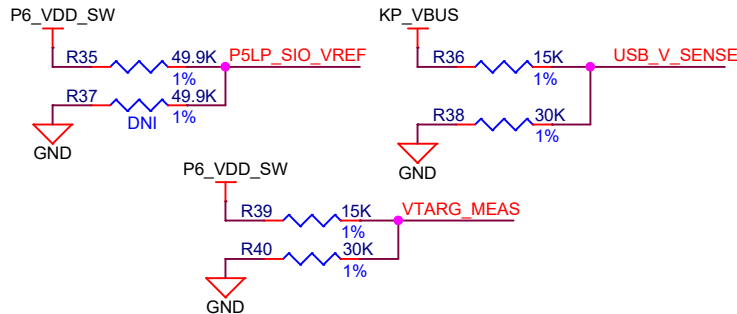 P6_VDD_SW
R35 49.9K P5LP_SIO_VREF
1%
R37 49.9K
DNI 1%
GND
KP_VBUS
R36 15K USB_V_SENSE
1%
R38 30K
1%
GND
P6_VDD_SW
R39 15K VTARG_MEAS
1%
R40 30K
1%
GND